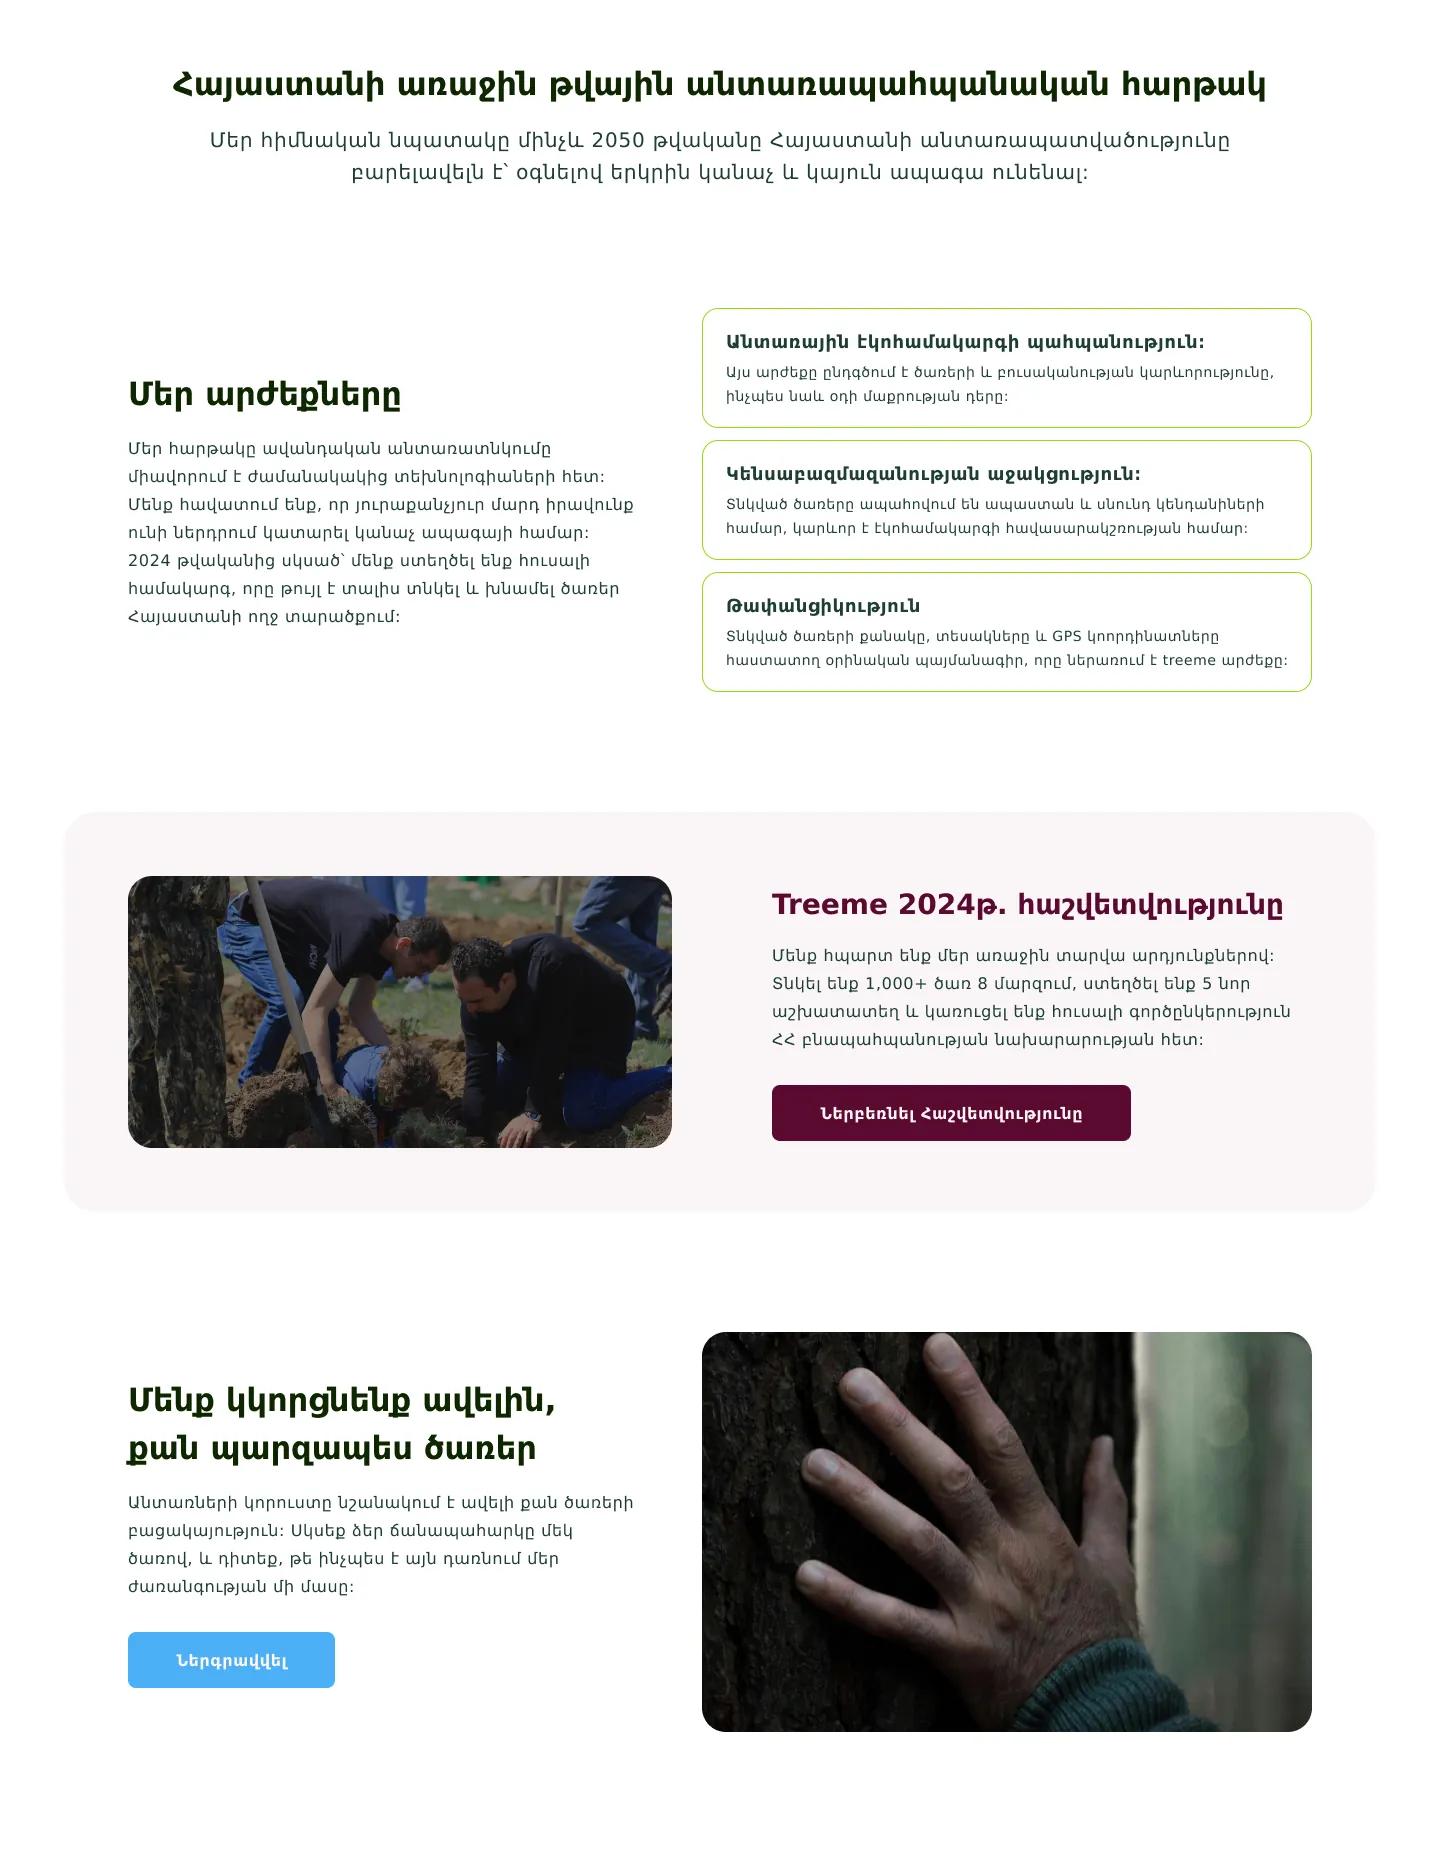 Հայաստանի առաջին թվային անտառապահպանական հարթակ
Մեր հիմնական նպատակը մինչև 2050 թվականը Հայաստանի անտառապատվածությունը
բարելավելն է՝ օգնելով երկրին կանաչ և կայուն ապագա ունենալ:
Մեր արժեքները
Մեր հարթակը ավանդական անտառատնկումը
միավորում է ժամանակակից տեխնոլոգիաների հետ:
Մենք հավատում ենք, որ յուրաքանչյուր մարդ իրավունք
ունի ներդրում կատարել կանաչ ապագայի համար:
2024 թվականից սկսած՝ մենք ստեղծել ենք հուսալի
համակարգ, որը թույլ է տալիս տնկել և խնամել ծառեր
Հայաստանի ողջ տարածքում:
Անտառային էկոհամակարգի պահպանություն:
Այս արժեքը ընդգծում է ծառերի և բուսականության կարևորությունը,
ինչպես նաև օդի մաքրության դերը:
Կենսաբազմազանության աջակցություն:
Տնկված ծառերը ապահովում են ապաստան և սնունդ կենդանիների
համար, կարևոր է էկոհամակարգի հավասարակշռության համար:
Թափանցիկություն
Տնկված ծառերի քանակը, տեսակները և GPS կոորդինատները
հաստատող օրինական պայմանագիր, որը ներառում է treeme արժեքը:
Treeme 2024թ. հաշվետվությունը
Մենք հպարտ ենք մեր առաջին տարվա արդյունքներով:
Տնկել ենք 1,000+ ծառ 8 մարզում, ստեղծել ենք 5 նոր
աշխատատեղ և կառուցել ենք հուսալի գործընկերություն
ՀՀ բնապահպանության նախարարության հետ:
Ներբեռնել Հաշվետվությունը
Մենք կկորցնենք ավելին,
քան պարզապես ծառեր
Անտառների կորուստը նշանակում է ավելի քան ծառերի
բացակայություն: Սկսեք ձեր ճանապահարկը մեկ
ծառով, և դիտեք, թե ինչպես է այն դառնում մեր
ժառանգության մի մասը:
Ներգրավվել